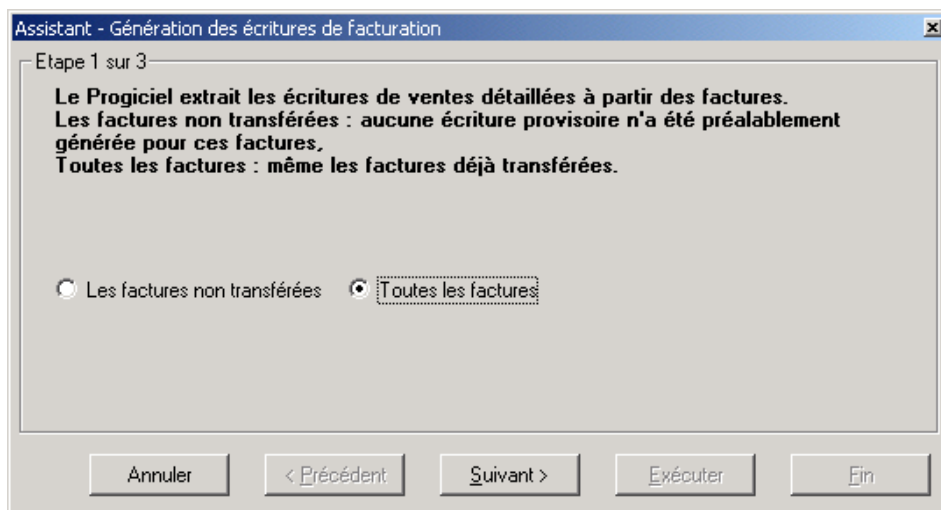 Assistant - Génération des écritures de facturation
Etape 1 sur 3
Le Progiciel extrait les écritures de ventes détaillées à partir des factures.
Les factures non transférées : aucune écriture provisoire n'a été préalablement
générée pour ces factures,
Toutes les factures : même les factures déjà transférées.
Les factures non transférées Toutes les factures
Annuler < Précédent Suivant > Exécuter Fin